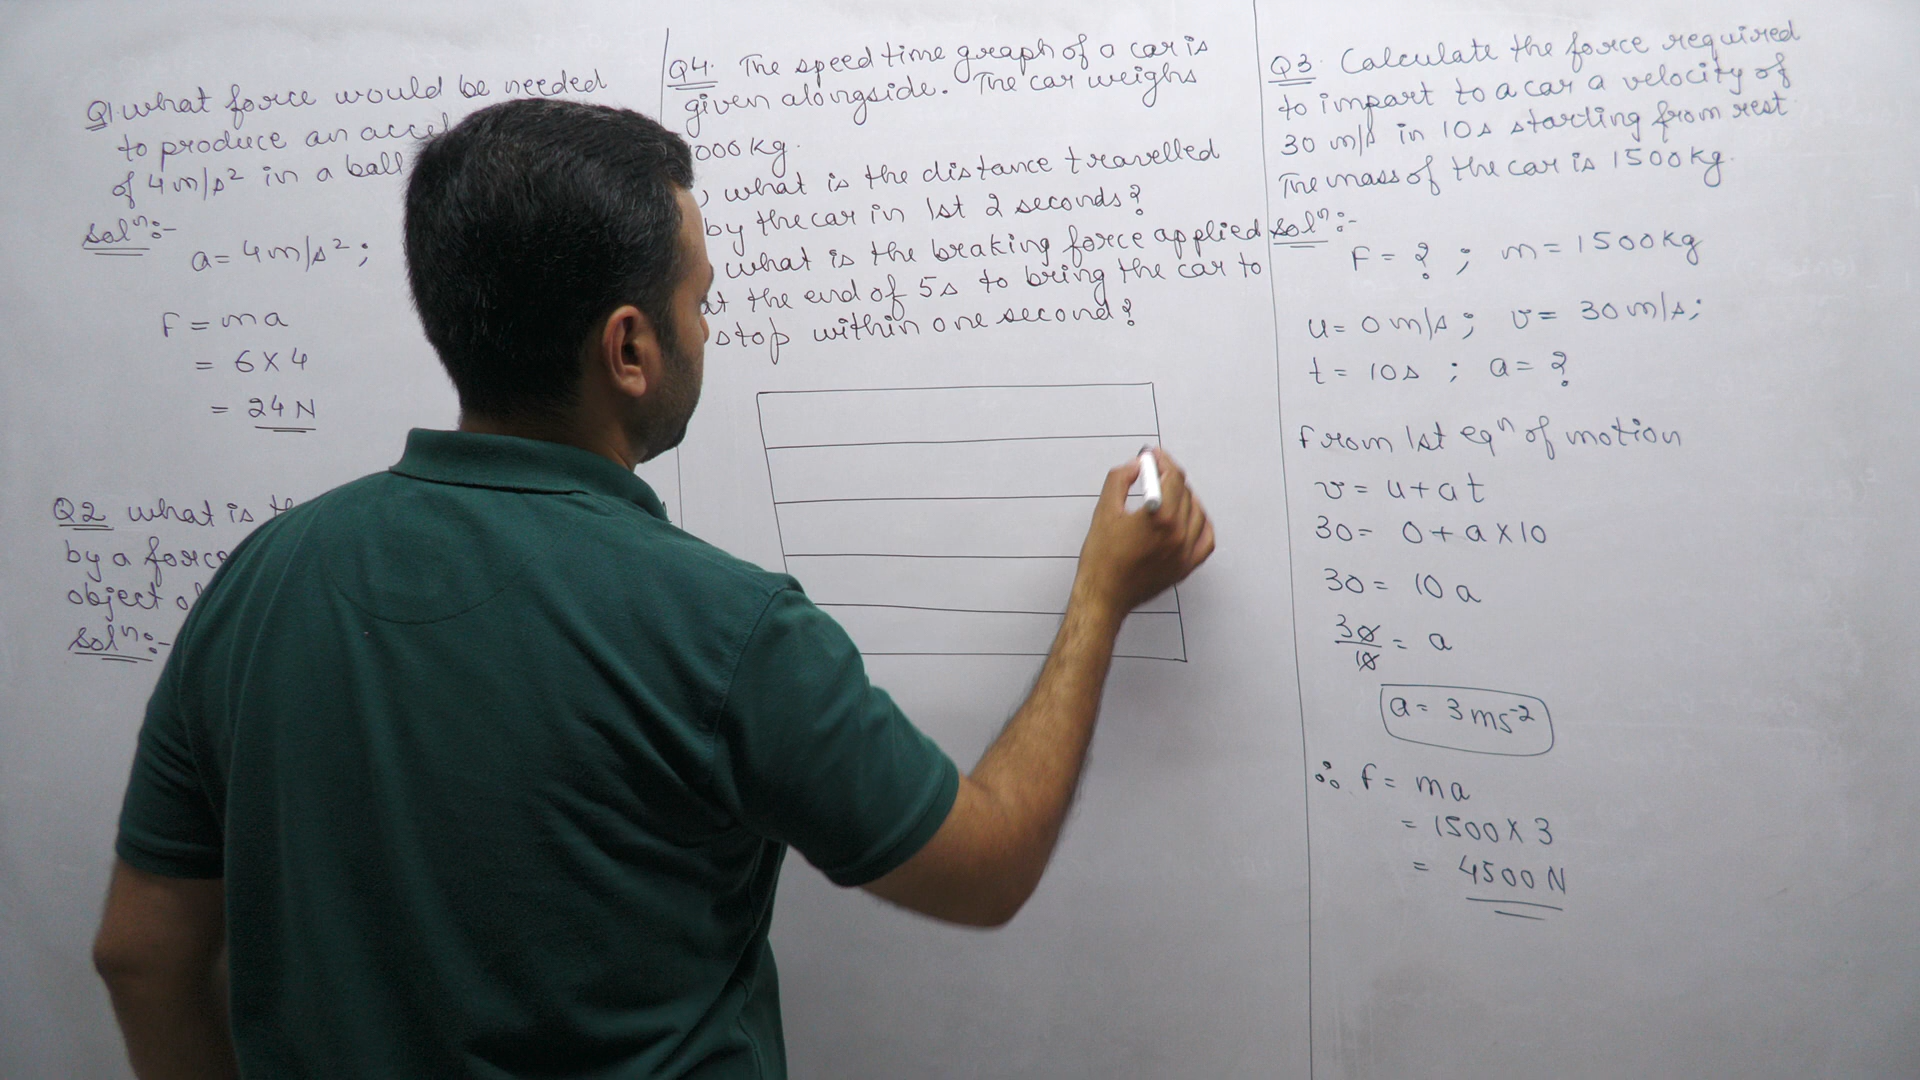 Q1. what force would be needed
to produce an accel
of 4 m/s² in a ball
Solⁿ:-
a = 4 m/s² ;
F = ma
= 6 X 4
= 24 N
Q2 what is
by a force
object of
Solⁿ:-
Q4. The speed time graph of a car is
given alongside. The car weighs
000 kg.
what is the distance travelled
by the car in 1st 2 seconds?
what is the braking force applied
at the end of 5s to bring the car to
stop within one second?
Q3. Calculate the force required
to impart to a car a velocity of
30 m/s in 10s starting from rest
The mass of the car is 1500 kg.
Solⁿ:-
F = ? ; m = 1500 kg
u = 0 m/s ; v = 30 m/s;
t = 10s ; a = ?
From 1st eqⁿ of motion
v = u + at
30 = 0 + a X 10
30 = 10 a
30/10 = a
a = 3 ms⁻²
∴ F = ma
= 1500 X 3
= 4500 N